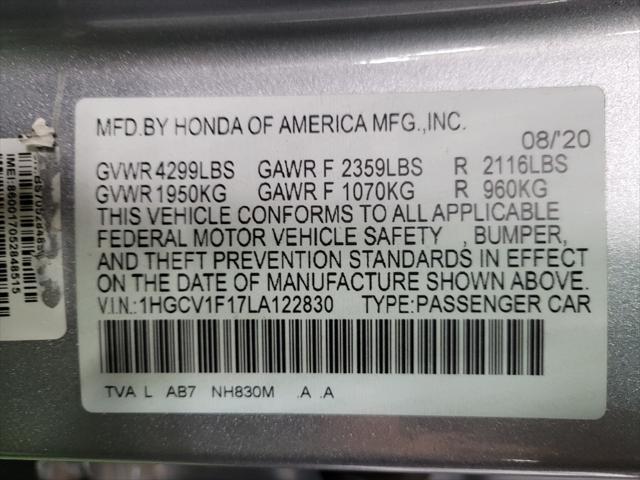 MFD.BY HONDA OF AMERICA MFG.,INC.
08/'20
GVWR 4299LBS GAWR F 2359LBS R 2116LBS
GVWR 1950KG GAWR F 1070KG R 960KG
THIS VEHICLE CONFORMS TO ALL APPLICABLE
FEDERAL MOTOR VEHICLE SAFETY , BUMPER,
AND THEFT PREVENTION STANDARDS IN EFFECT
ON THE DATE OF MANUFACTURE SHOWN ABOVE.
V.I.N.:1HGCV1F17LA122830 TYPE:PASSENGER CAR
TVA L AB7 NH830M .A .A